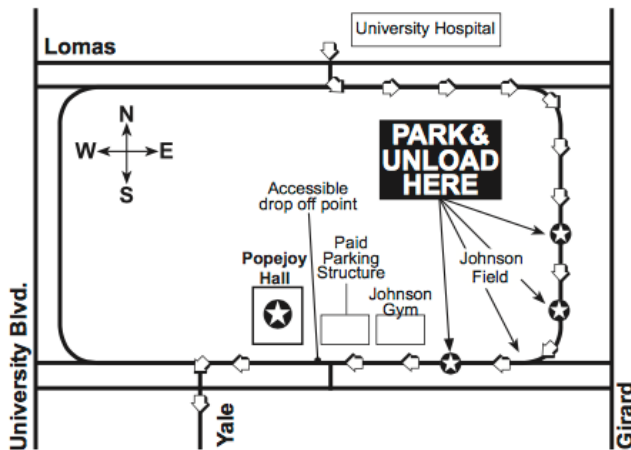 University Hospital
Lomas
N
W E
S
PARK &
UNLOAD
HERE
Accessible
drop off point
Popejoy
Hall
Paid
Parking
Structure
Johnson
Gym
Johnson
Field
University Blvd.
Yale
Girard